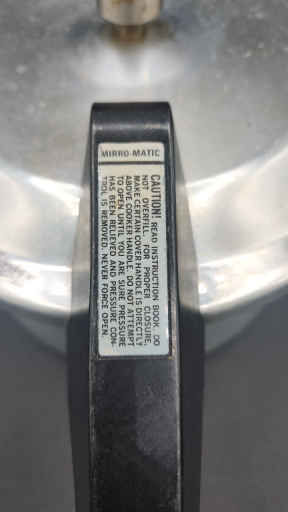 MIRRO-MATIC
CAUTION! READ INSTRUCTION BOOK. DO
NOT OVERFILL. FOR PROPER CLOSURE,
MAKE CERTAIN COVER HANDLE IS DIRECTLY
ABOVE COOKER HANDLE. DO NOT ATTEMPT
TO OPEN UNTIL YOU ARE SURE PRESSURE
HAS BEEN RELIEVED AND PRESSURE CON-
TROL IS REMOVED. NEVER FORCE OPEN.